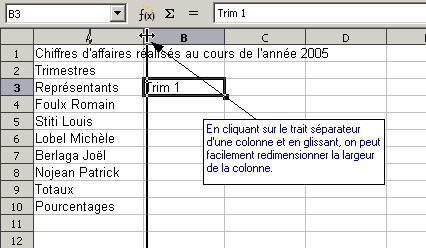 B3 f(x) Σ = Trim 1
A B C D
1 Chiffres d'affaires réalisés au cours de l'année 2005
2 Trimestres
3 Représentants Trim 1
4 Foulx Romain
5 Stiti Louis
6 Lobel Michèle
7 Berlaga Joël
8 Nojean Patrick
9 Totaux
10 Pourcentages
11
12
En cliquant sur le trait séparateur
d'une colonne et en glissant, on peut
facilement redimensionner la largeur
de la colonne.